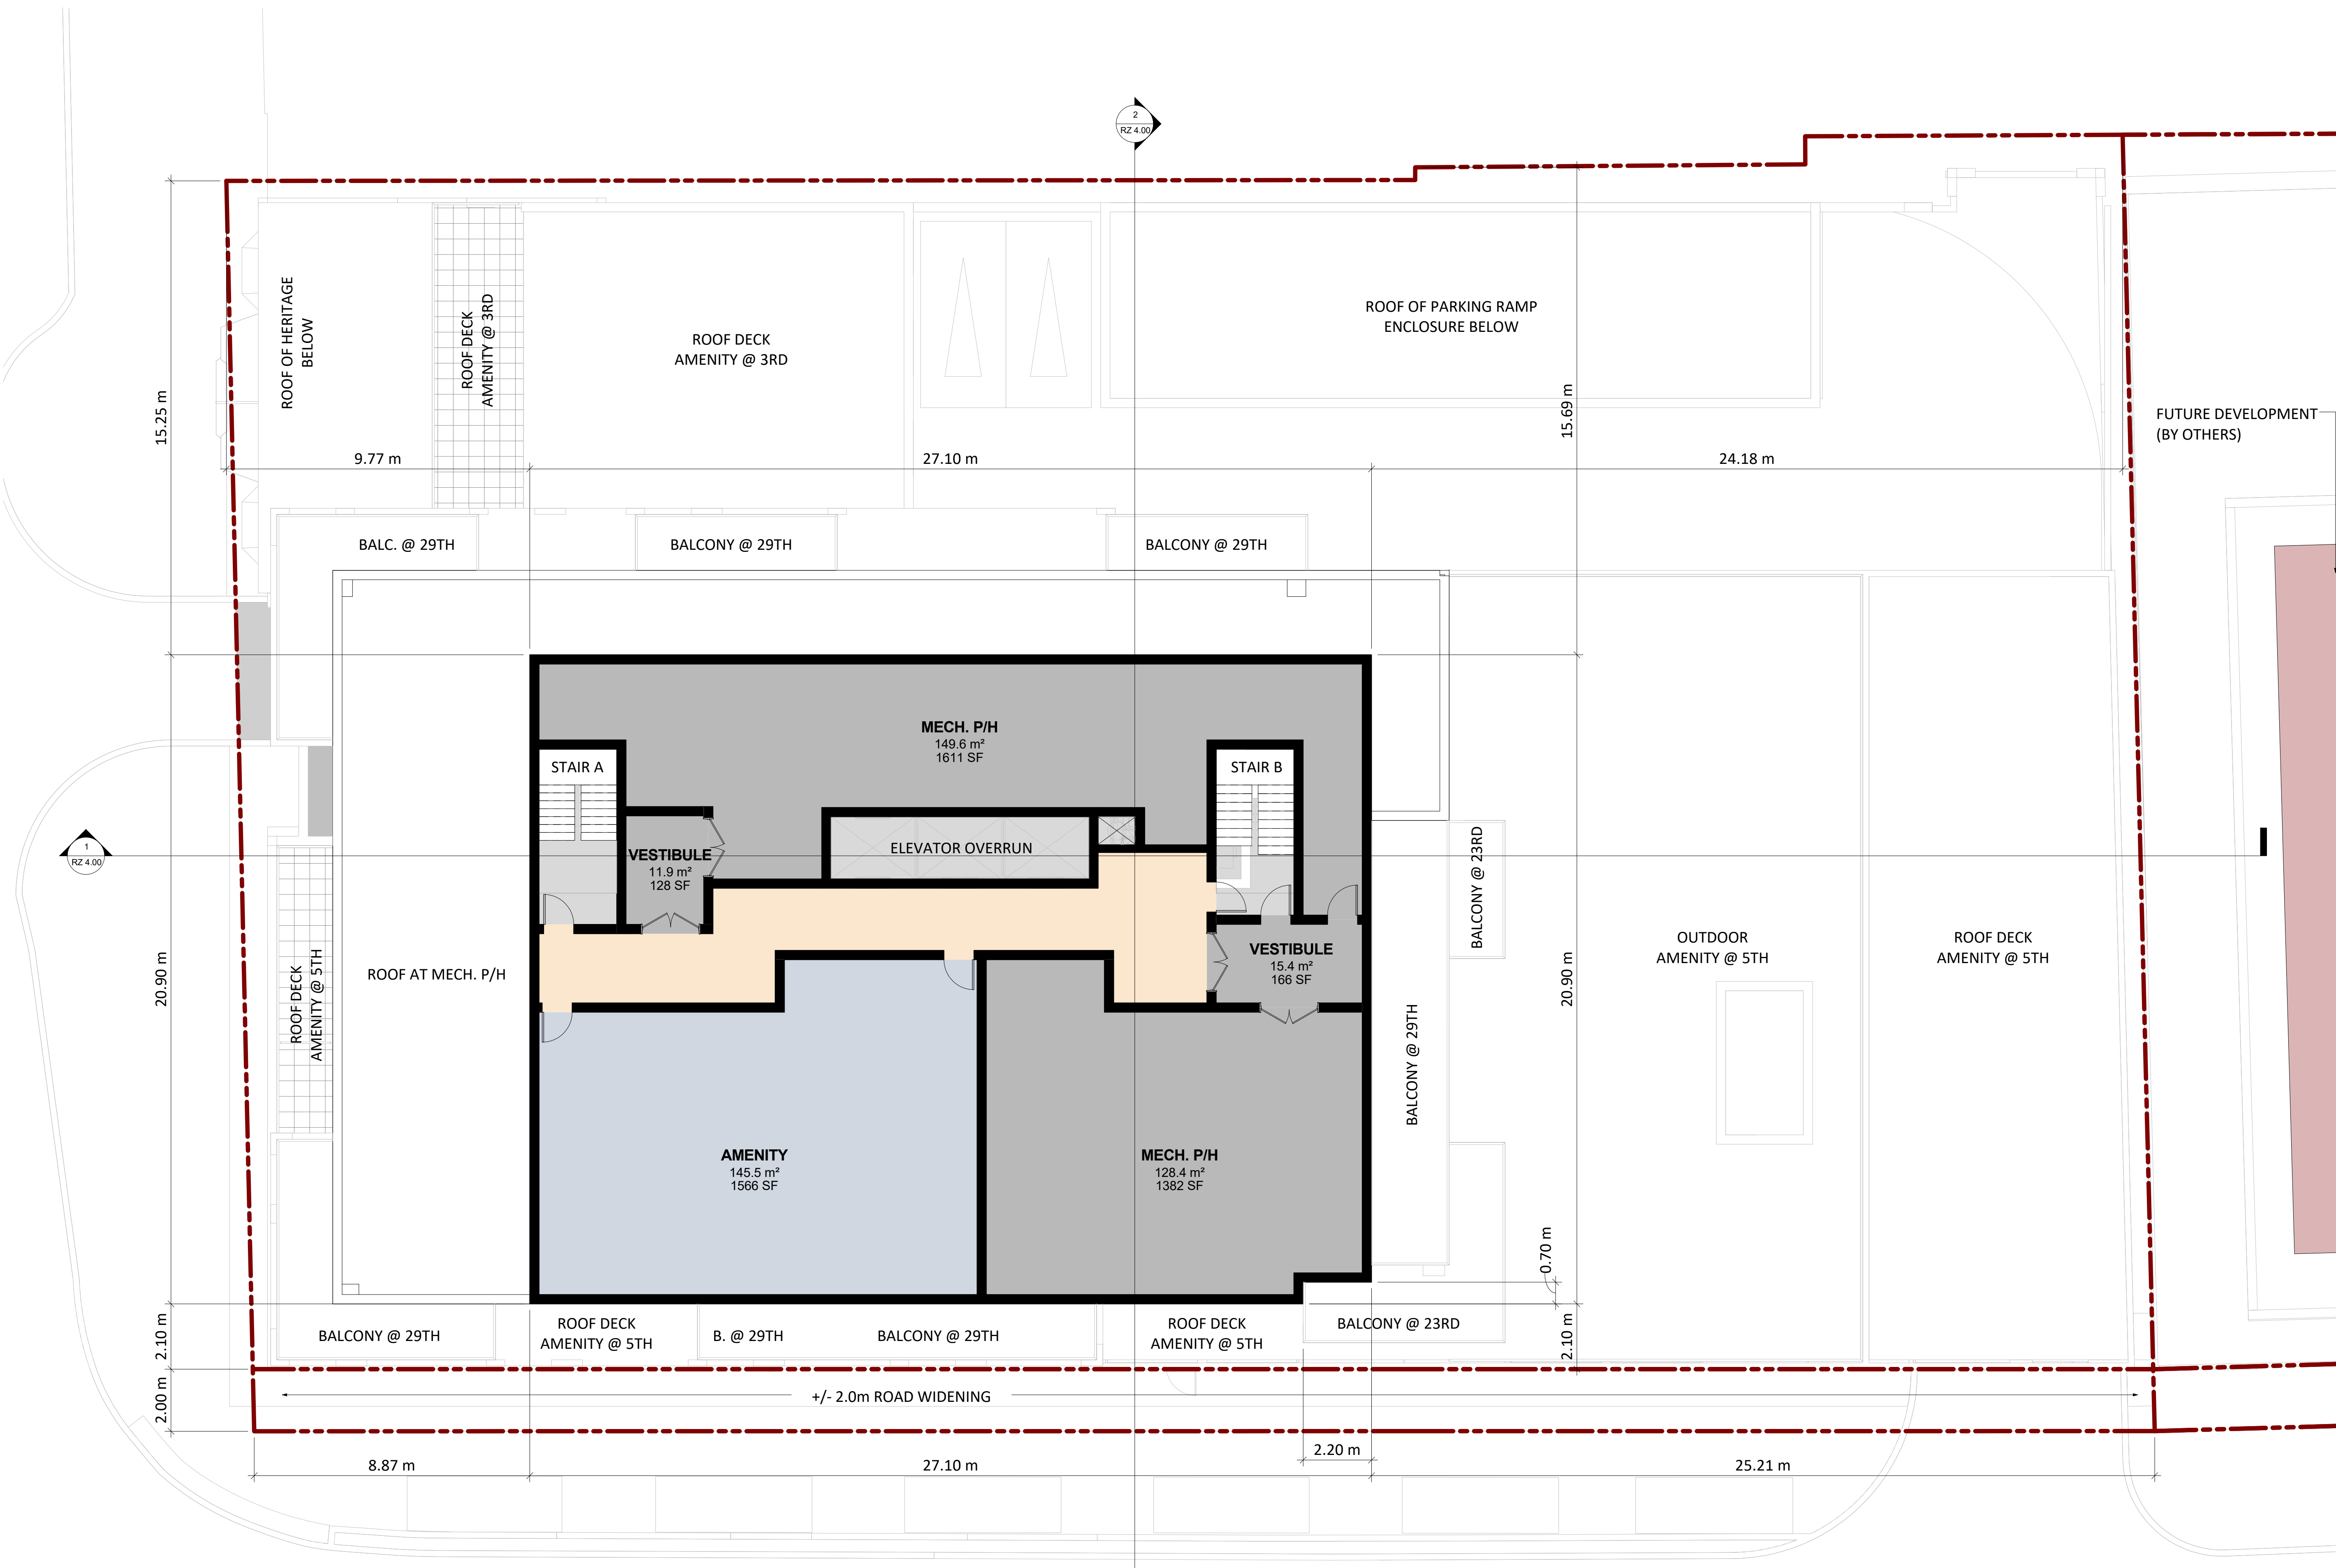 2
RZ 4.00
ROOF OF HERITAGE
BELOW
ROOF DECK
AMENITY @ 3RD
ROOF DECK
AMENITY @ 3RD
ROOF OF PARKING RAMP
ENCLOSURE BELOW
15.25 m
15.69 m
FUTURE DEVELOPMENT
(BY OTHERS)
9.77 m
27.10 m
24.18 m
BALC. @ 29TH
BALCONY @ 29TH
BALCONY @ 29TH
MECH. P/H
149.6 m²
1611 SF
STAIR A
STAIR B
1
RZ 4.00
VESTIBULE
11.9 m²
128 SF
ELEVATOR OVERRUN
BALCONY @ 23RD
20.90 m
ROOF DECK
AMENITY @ 5TH
ROOF AT MECH. P/H
VESTIBULE
15.4 m²
166 SF
BALCONY @ 29TH
20.90 m
OUTDOOR
AMENITY @ 5TH
ROOF DECK
AMENITY @ 5TH
AMENITY
145.5 m²
1566 SF
MECH. P/H
128.4 m²
1382 SF
0.70 m
2.10 m
BALCONY @ 29TH
ROOF DECK
AMENITY @ 5TH
B. @ 29TH
BALCONY @ 29TH
ROOF DECK
AMENITY @ 5TH
BALCONY @ 23RD
2.10 m
2.00 m
+/- 2.0m ROAD WIDENING
2.20 m
8.87 m
27.10 m
25.21 m